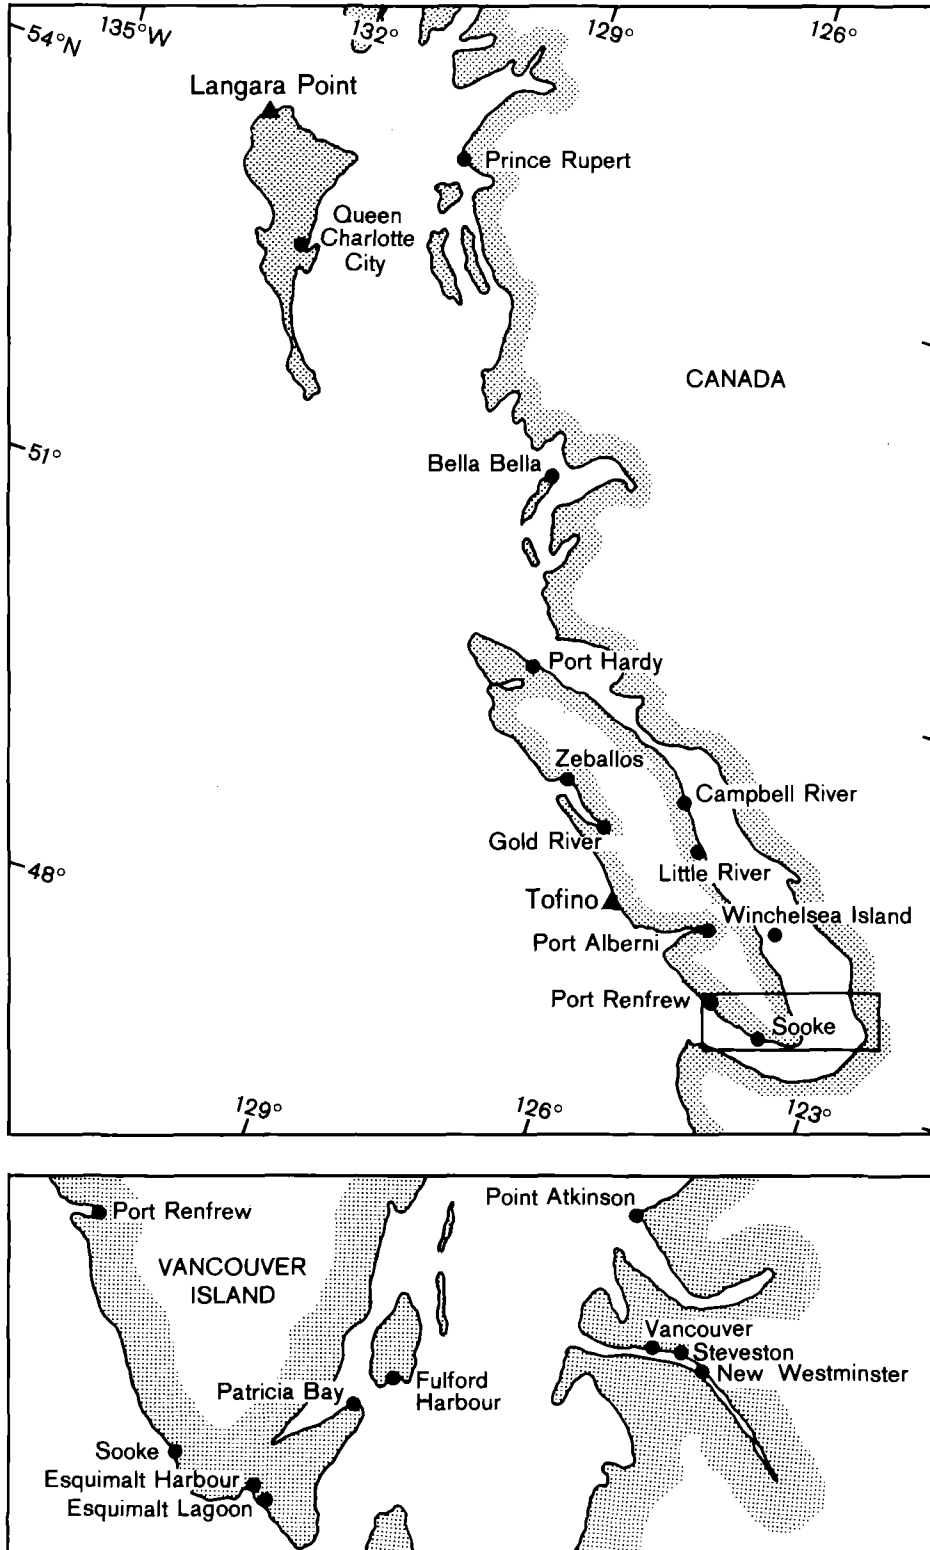 54°N
135°W
132°
129°
126°
Langara Point
Prince Rupert
Queen
Charlotte
City
CANADA
51°
Bella Bella
Port Hardy
Zeballos
Campbell River
Gold River
Little River
48°
Tofino
Winchelsea Island
Port Alberni
Port Renfrew
Sooke
129°
126°
123°
Point Atkinson
Port Renfrew
VANCOUVER
ISLAND
Vancouver
Steveston
New Westminster
Fulford
Harbour
Patricia Bay
Sooke
Esquimalt Harbour
Esquimalt Lagoon